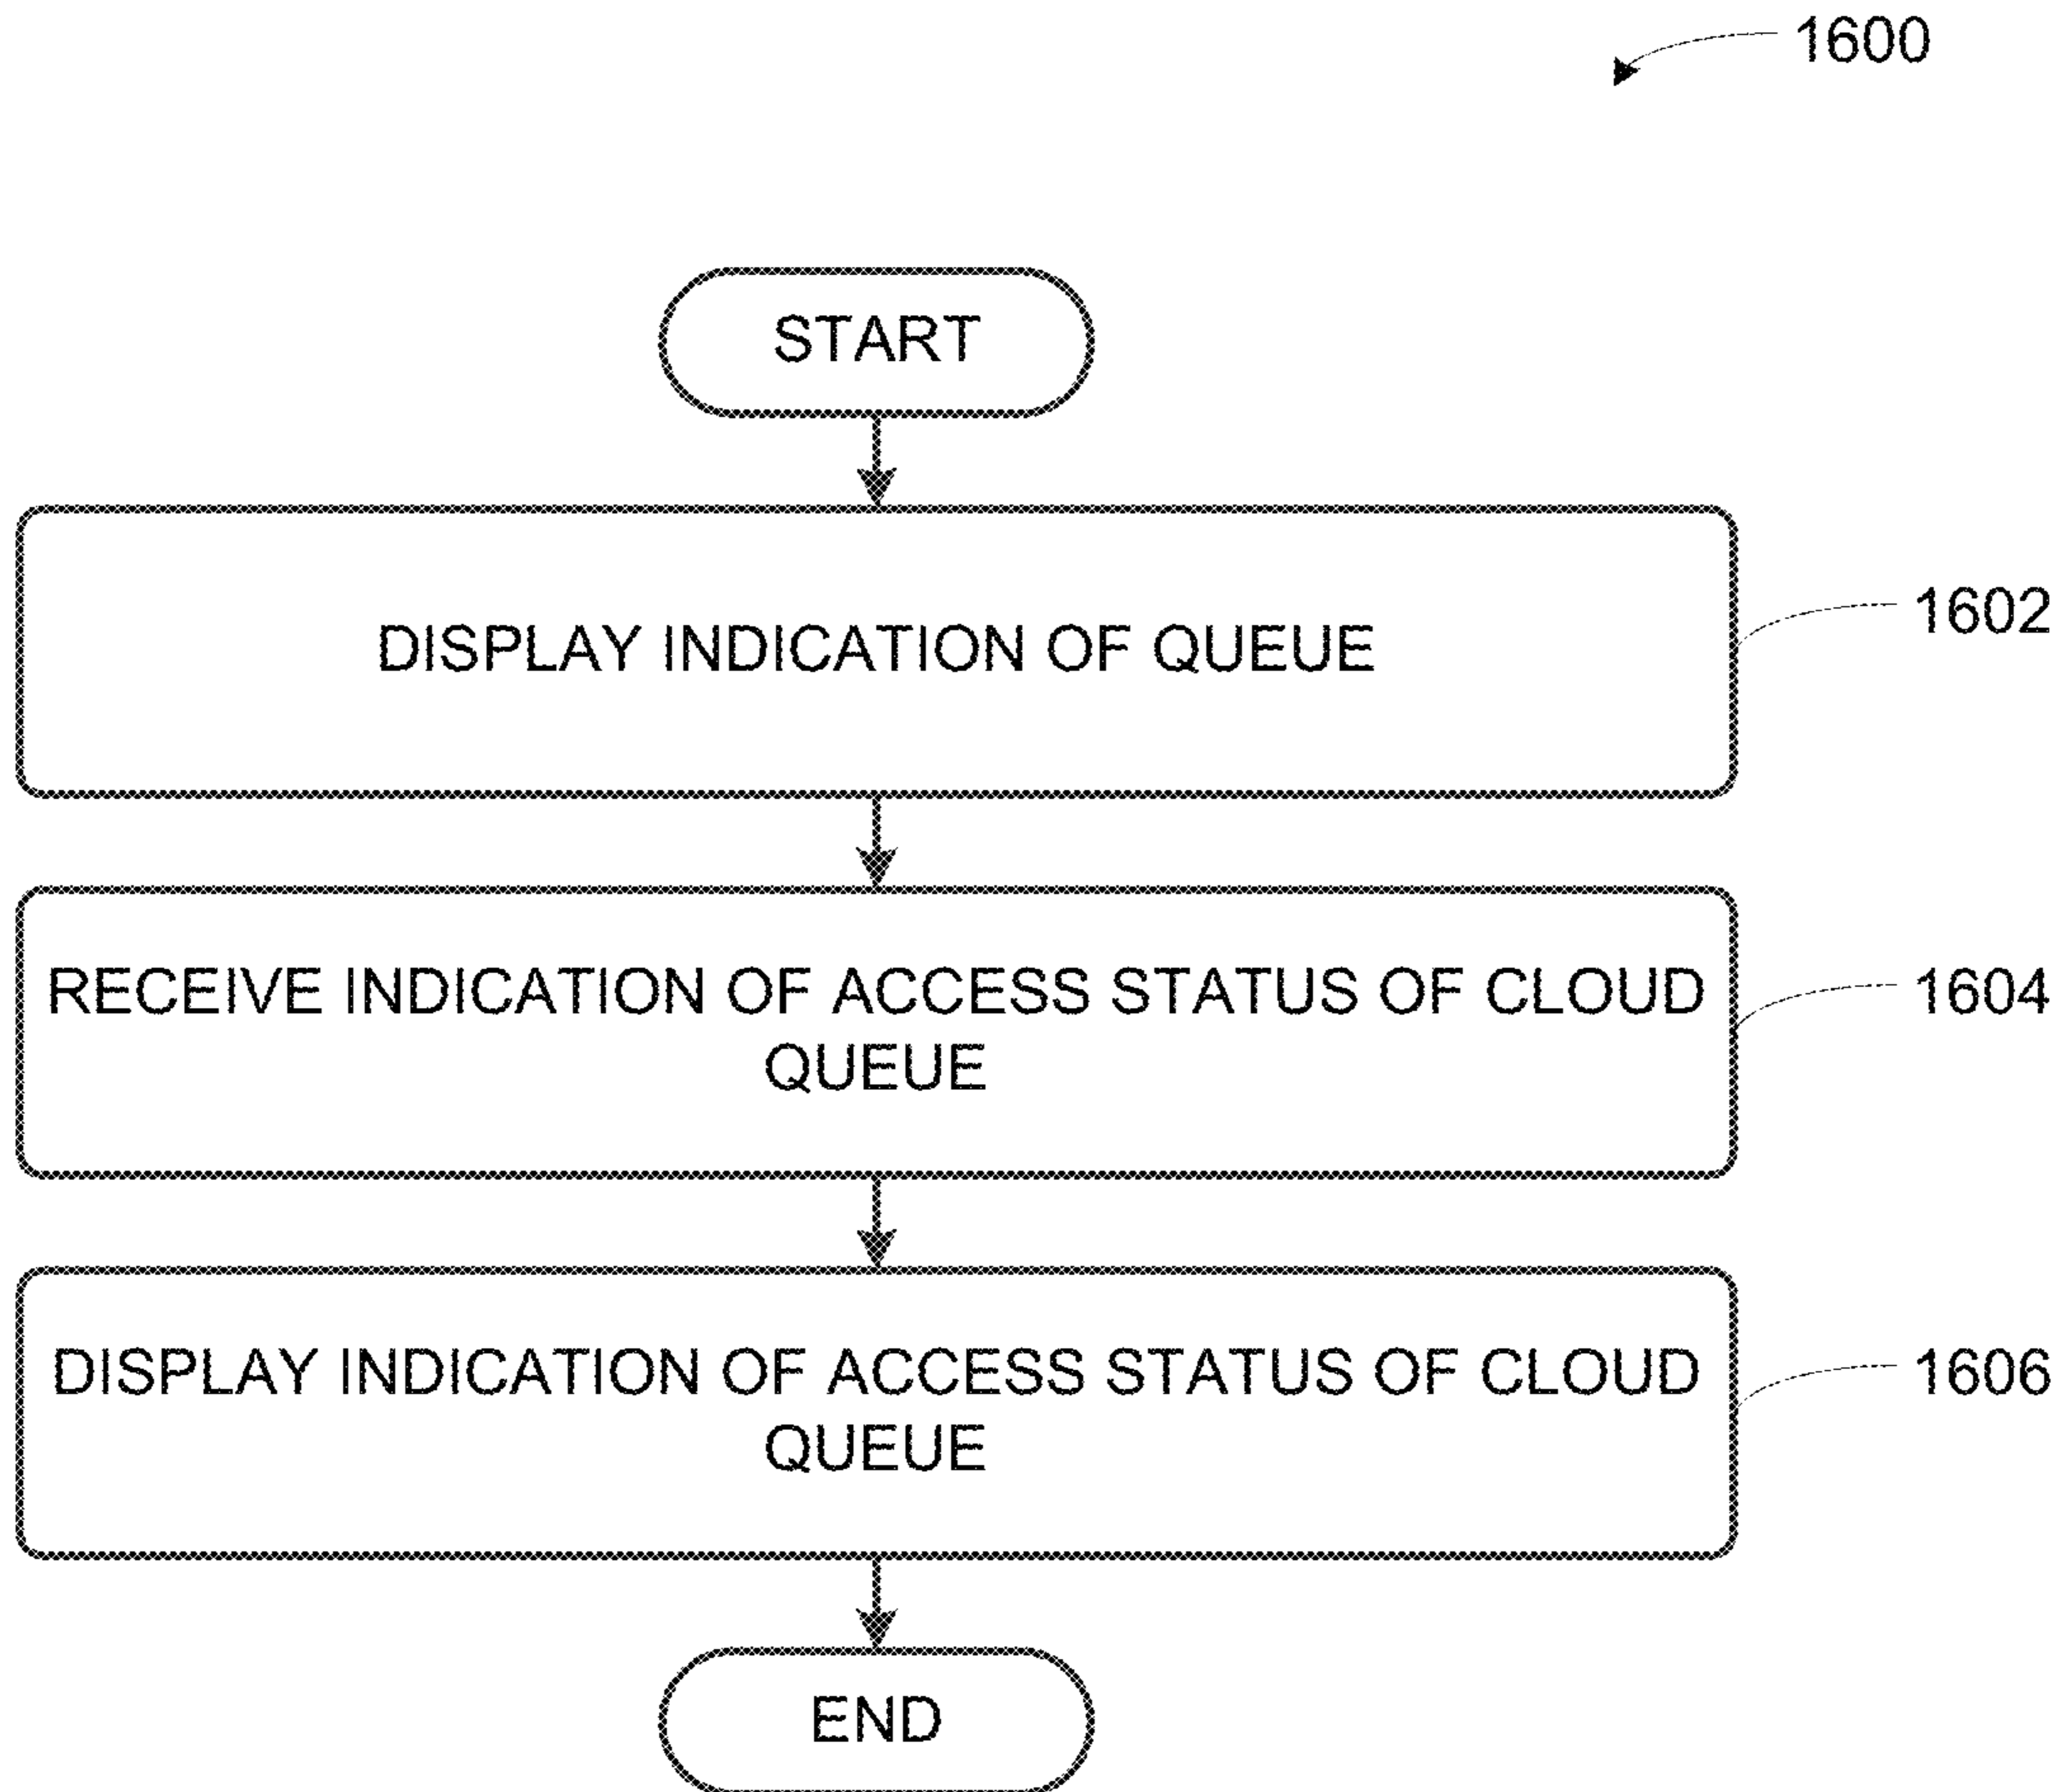 1600
START
DISPLAY INDICATION OF QUEUE
1602
RECEIVE INDICATION OF ACCESS STATUS OF CLOUD
QUEUE
1604
DISPLAY INDICATION OF ACCESS STATUS OF CLOUD
QUEUE
1606
END